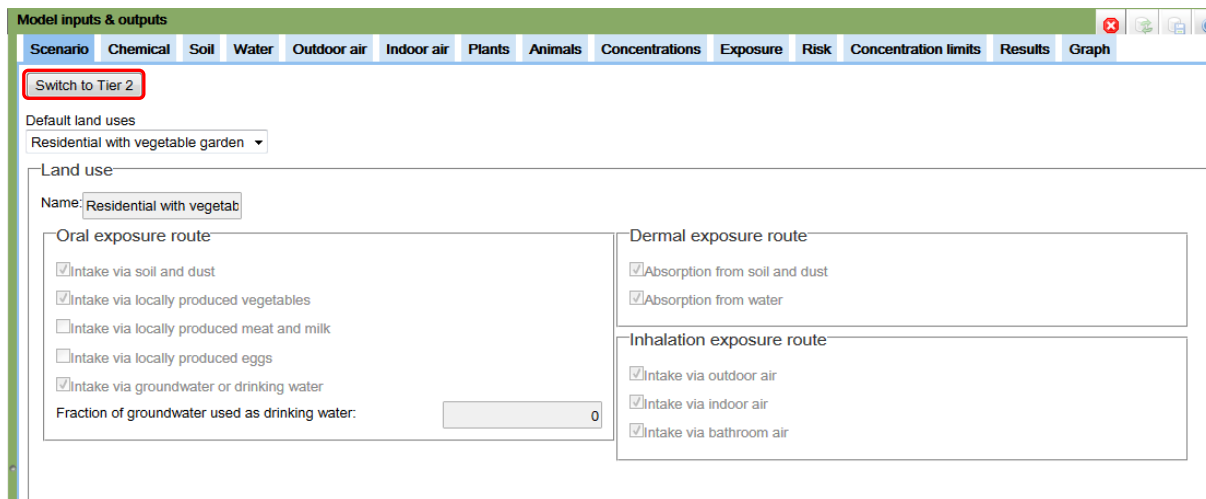 Model inputs & outputs
Scenario Chemical Soil Water Outdoor air Indoor air Plants Animals Concentrations Exposure Risk Concentration limits Results Graph
Switch to Tier 2
Default land uses
Residential with vegetable garden
Land use
Name: Residential with vegetab
Oral exposure route
Intake via soil and dust
Intake via locally produced vegetables
Intake via locally produced meat and milk
Intake via locally produced eggs
Intake via groundwater or drinking water
Fraction of groundwater used as drinking water: 0
Dermal exposure route
Absorption from soil and dust
Absorption from water
Inhalation exposure route
Intake via outdoor air
Intake via indoor air
Intake via bathroom air